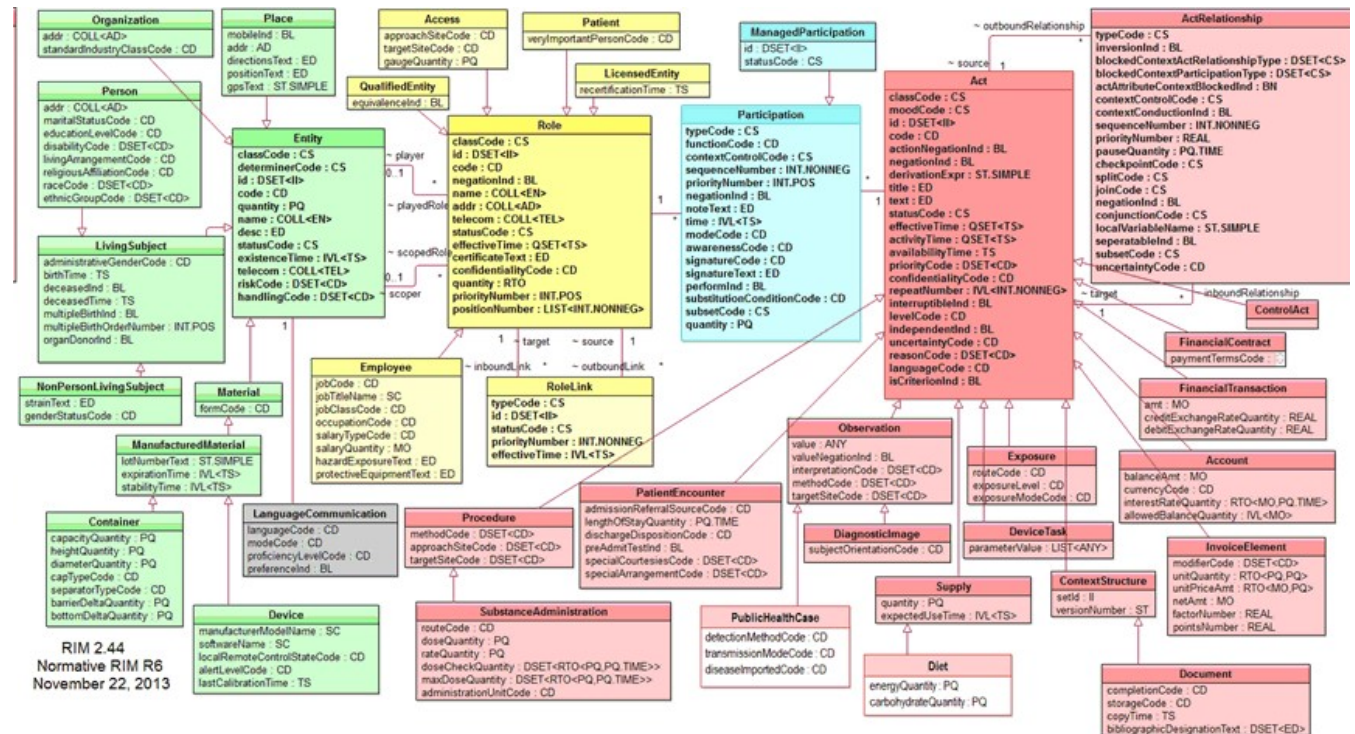 Organization
addr : COLL<AD>
standardIndustryClassCode : CD
Place
mobileInd : BL
addr : AD
directionsText : ED
positionText : ED
gpsText : ST.SIMPLE
Person
addr : COLL<AD>
maritalStatusCode : CD
educationLevelCode : CD
disabilityCode : DSET<CD>
livingArrangementCode : CD
religiousAffiliationCode : CD
raceCode : DSET<CD>
ethnicGroupCode : DSET<CD>
Entity
classCode : CS
determinerCode : CS
id : DSET<II>
code : CD
quantity : PQ
name : COLL<EN>
desc : ED
statusCode : CS
existenceTime : IVL<TS>
telecom : COLL<TEL>
riskCode : DSET<CD>
handlingCode : DSET<CD>
LivingSubject
administrativeGenderCode : CD
birthTime : TS
deceasedInd : BL
deceasedTime : TS
multipleBirthInd : BL
multipleBirthOrderNumber : INT.POS
organDonorInd : BL
NonPersonLivingSubject
strainText : ED
genderStatusCode : CD
Material
formCode : CD
ManufacturedMaterial
lotNumberText : ST.SIMPLE
expirationTime : IVL<TS>
stabilityTime : IVL<TS>
Container
capacityQuantity : PQ
heightQuantity : PQ
diameterQuantity : PQ
capTypeCode : CD
separatorTypeCode : CD
barrierDeltaQuantity : PQ
bottomDeltaQuantity : PQ
Device
manufacturerModelName : SC
softwareName : SC
localRemoteControlStateCode : CD
alertLevelCode : CD
lastCalibrationTime : TS
RIM 2.44
Normative RIM R6
November 22, 2013
LanguageCommunication
languageCode : CD
modeCode : CD
proficiencyLevelCode : CD
preferenceInd : BL
1
*
~ player
0..1
*
~ playedRole
~ scopedRole
0..1
*
~ scoper
Access
approachSiteCode : CD
targetSiteCode : CD
gaugeQuantity : PQ
Patient
veryImportantPersonCode : CD
QualifiedEntity
equivalenceInd : BL
LicensedEntity
recertificationTime : TS
Role
classCode : CS
id : DSET<II>
code : CD
negationInd : BL
name : COLL<EN>
addr : COLL<AD>
telecom : COLL<TEL>
statusCode : CS
effectiveTime : QSET<TS>
certificateText : ED
confidentialityCode : CD
quantity : RTO
priorityNumber : INT.POS
positionNumber : LIST<INT.NONNEG>
1
*
1
~ target
~ source
1
~ inboundLink
*
~ outboundLink
*
Employee
jobCode : CD
jobTitleName : SC
jobClassCode : CD
occupationCode : CD
salaryTypeCode : CD
salaryQuantity : MO
hazardExposureText : ED
protectiveEquipmentText : ED
RoleLink
typeCode : CS
id : DSET<II>
statusCode : CS
priorityNumber : INT.NONNEG
effectiveTime : IVL<TS>
ManagedParticipation
id : DSET<II>
statusCode : CS
Participation
typeCode : CS
functionCode : CD
contextControlCode : CS
sequenceNumber : INT.NONNEG
priorityNumber : INT.POS
negationInd : BL
noteText : ED
time : IVL<TS>
modeCode : CD
awarenessCode : CD
signatureCode : CD
signatureText : ED
performInd : BL
substitutionConditionCode : CD
subsetCode : CS
quantity : PQ
*
1
Act
classCode : CS
moodCode : CS
id : DSET<II>
code : CD
actionNegationInd : BL
negationInd : BL
derivationExpr : ST.SIMPLE
title : ED
text : ED
statusCode : CS
effectiveTime : QSET<TS>
activityTime : QSET<TS>
availabilityTime : TS
priorityCode : DSET<CD>
confidentialityCode : CD
repeatNumber : IVL<INT.NONNEG>
interruptibleInd : BL
levelCode : CD
independentInd : BL
uncertaintyCode : CD
reasonCode : DSET<CD>
languageCode : CD
isCriterionInd : BL
~ outboundRelationship
*
~ source
1
~ target
1
*
inboundRelationship
ActRelationship
typeCode : CS
inversionInd : BL
blockedContextActRelationshipType : DSET<CS>
blockedContextParticipationType : DSET<CS>
actAttributeContextBlockedInd : BN
contextControlCode : CS
contextConductionInd : BL
sequenceNumber : INT.NONNEG
priorityNumber : REAL
pauseQuantity : PQ.TIME
checkpointCode : CS
splitCode : CS
joinCode : CS
negationInd : BL
conjunctionCode : CS
localVariableName : ST.SIMPLE
seperatableInd : BL
subsetCode : CS
uncertaintyCode : CD
ControlAct
FinancialContract
paymentTermsCode :
FinancialTransaction
amt : MO
creditExchangeRateQuantity : REAL
debitExchangeRateQuantity : REAL
Account
balanceAmt : MO
currencyCode : CD
interestRateQuantity : RTO<MO,PQ.TIME>
allowedBalanceQuantity : IVL<MO>
InvoiceElement
modifierCode : DSET<CD>
unitQuantity : RTO<PQ,PQ>
unitPriceAmt : RTO<MO,PQ>
netAmt : MO
factorNumber : REAL
pointsNumber : REAL
Observation
value : ANY
valueNegationInd : BL
interpretationCode : DSET<CD>
methodCode : DSET<CD>
targetSiteCode : DSET<CD>
Exposure
routeCode : CD
exposureLevel : CD
exposureModeCode : CD
PatientEncounter
admissionReferralSourceCode : CD
lengthOfStayQuantity : PQ.TIME
dischargeDispositionCode : CD
preAdmitTestInd : BL
specialCourtesiesCode : DSET<CD>
specialArrangementCode : DSET<CD>
Procedure
methodCode : DSET<CD>
approachSiteCode : DSET<CD>
targetSiteCode : DSET<CD>
DiagnosticImage
subjectOrientationCode : CD
DeviceTask
parameterValue : LIST<ANY>
SubstanceAdministration
routeCode : CD
doseQuantity : PQ
rateQuantity : PQ
doseCheckQuantity : DSET<RTO<PQ,PQ.TIME>>
maxDoseQuantity : DSET<RTO<PQ,PQ.TIME>>
administrationUnitCode : CD
PublicHealthCase
detectionMethodCode : CD
transmissionModeCode : CD
diseaseImportedCode : CD
Supply
quantity : PQ
expectedUseTime : IVL<TS>
Diet
energyQuantity : PQ
carbohydrateQuantity : PQ
ContextStructure
setId : II
versionNumber : ST
Document
completionCode : CD
storageCode : CD
copyTime : TS
bibliographicDesignationText : DSET<ED>